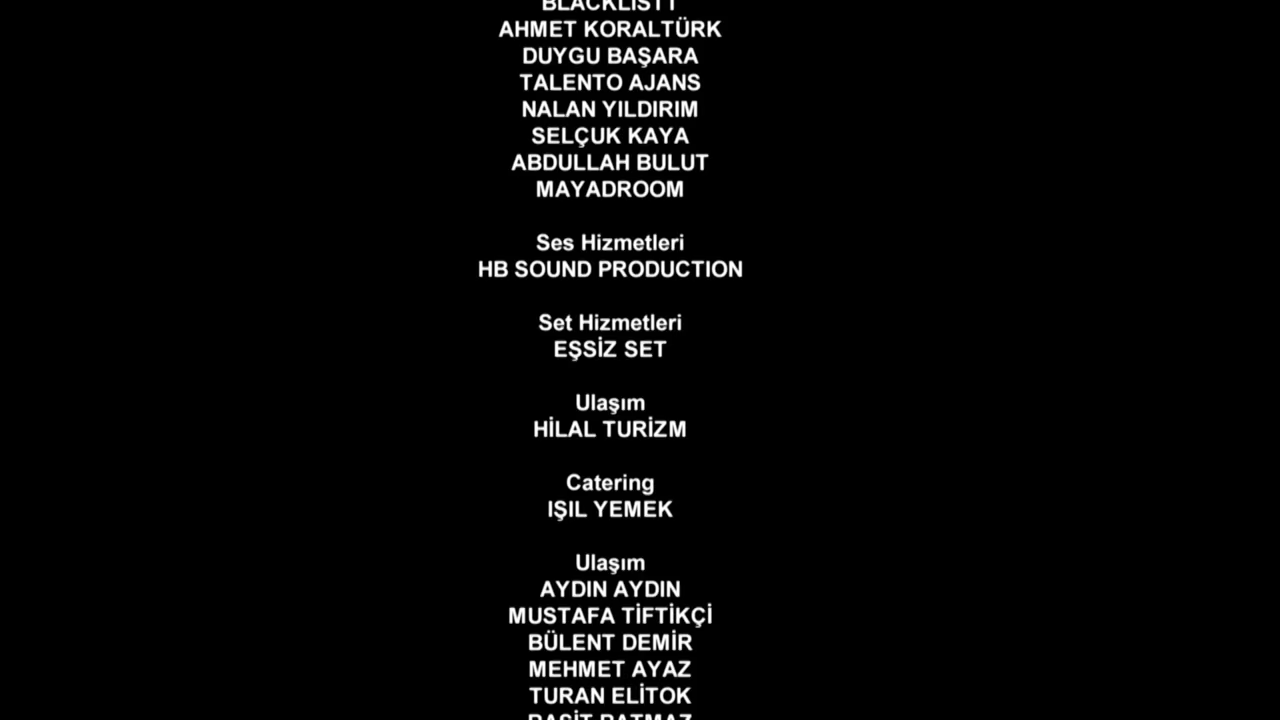 BLACKLISTT
AHMET KORALTÜRK
DUYGU BAŞARA
TALENTO AJANS
NALAN YILDIRIM
SELÇUK KAYA
ABDULLAH BULUT
MAYADROOM
Ses Hizmetleri
HB SOUND PRODUCTION
Set Hizmetleri
EŞSİZ SET
Ulaşım
HİLAL TURİZM
Catering
IŞIL YEMEK
Ulaşım
AYDIN AYDIN
MUSTAFA TİFTİKÇİ
BÜLENT DEMİR
MEHMET AYAZ
TURAN ELİTOK